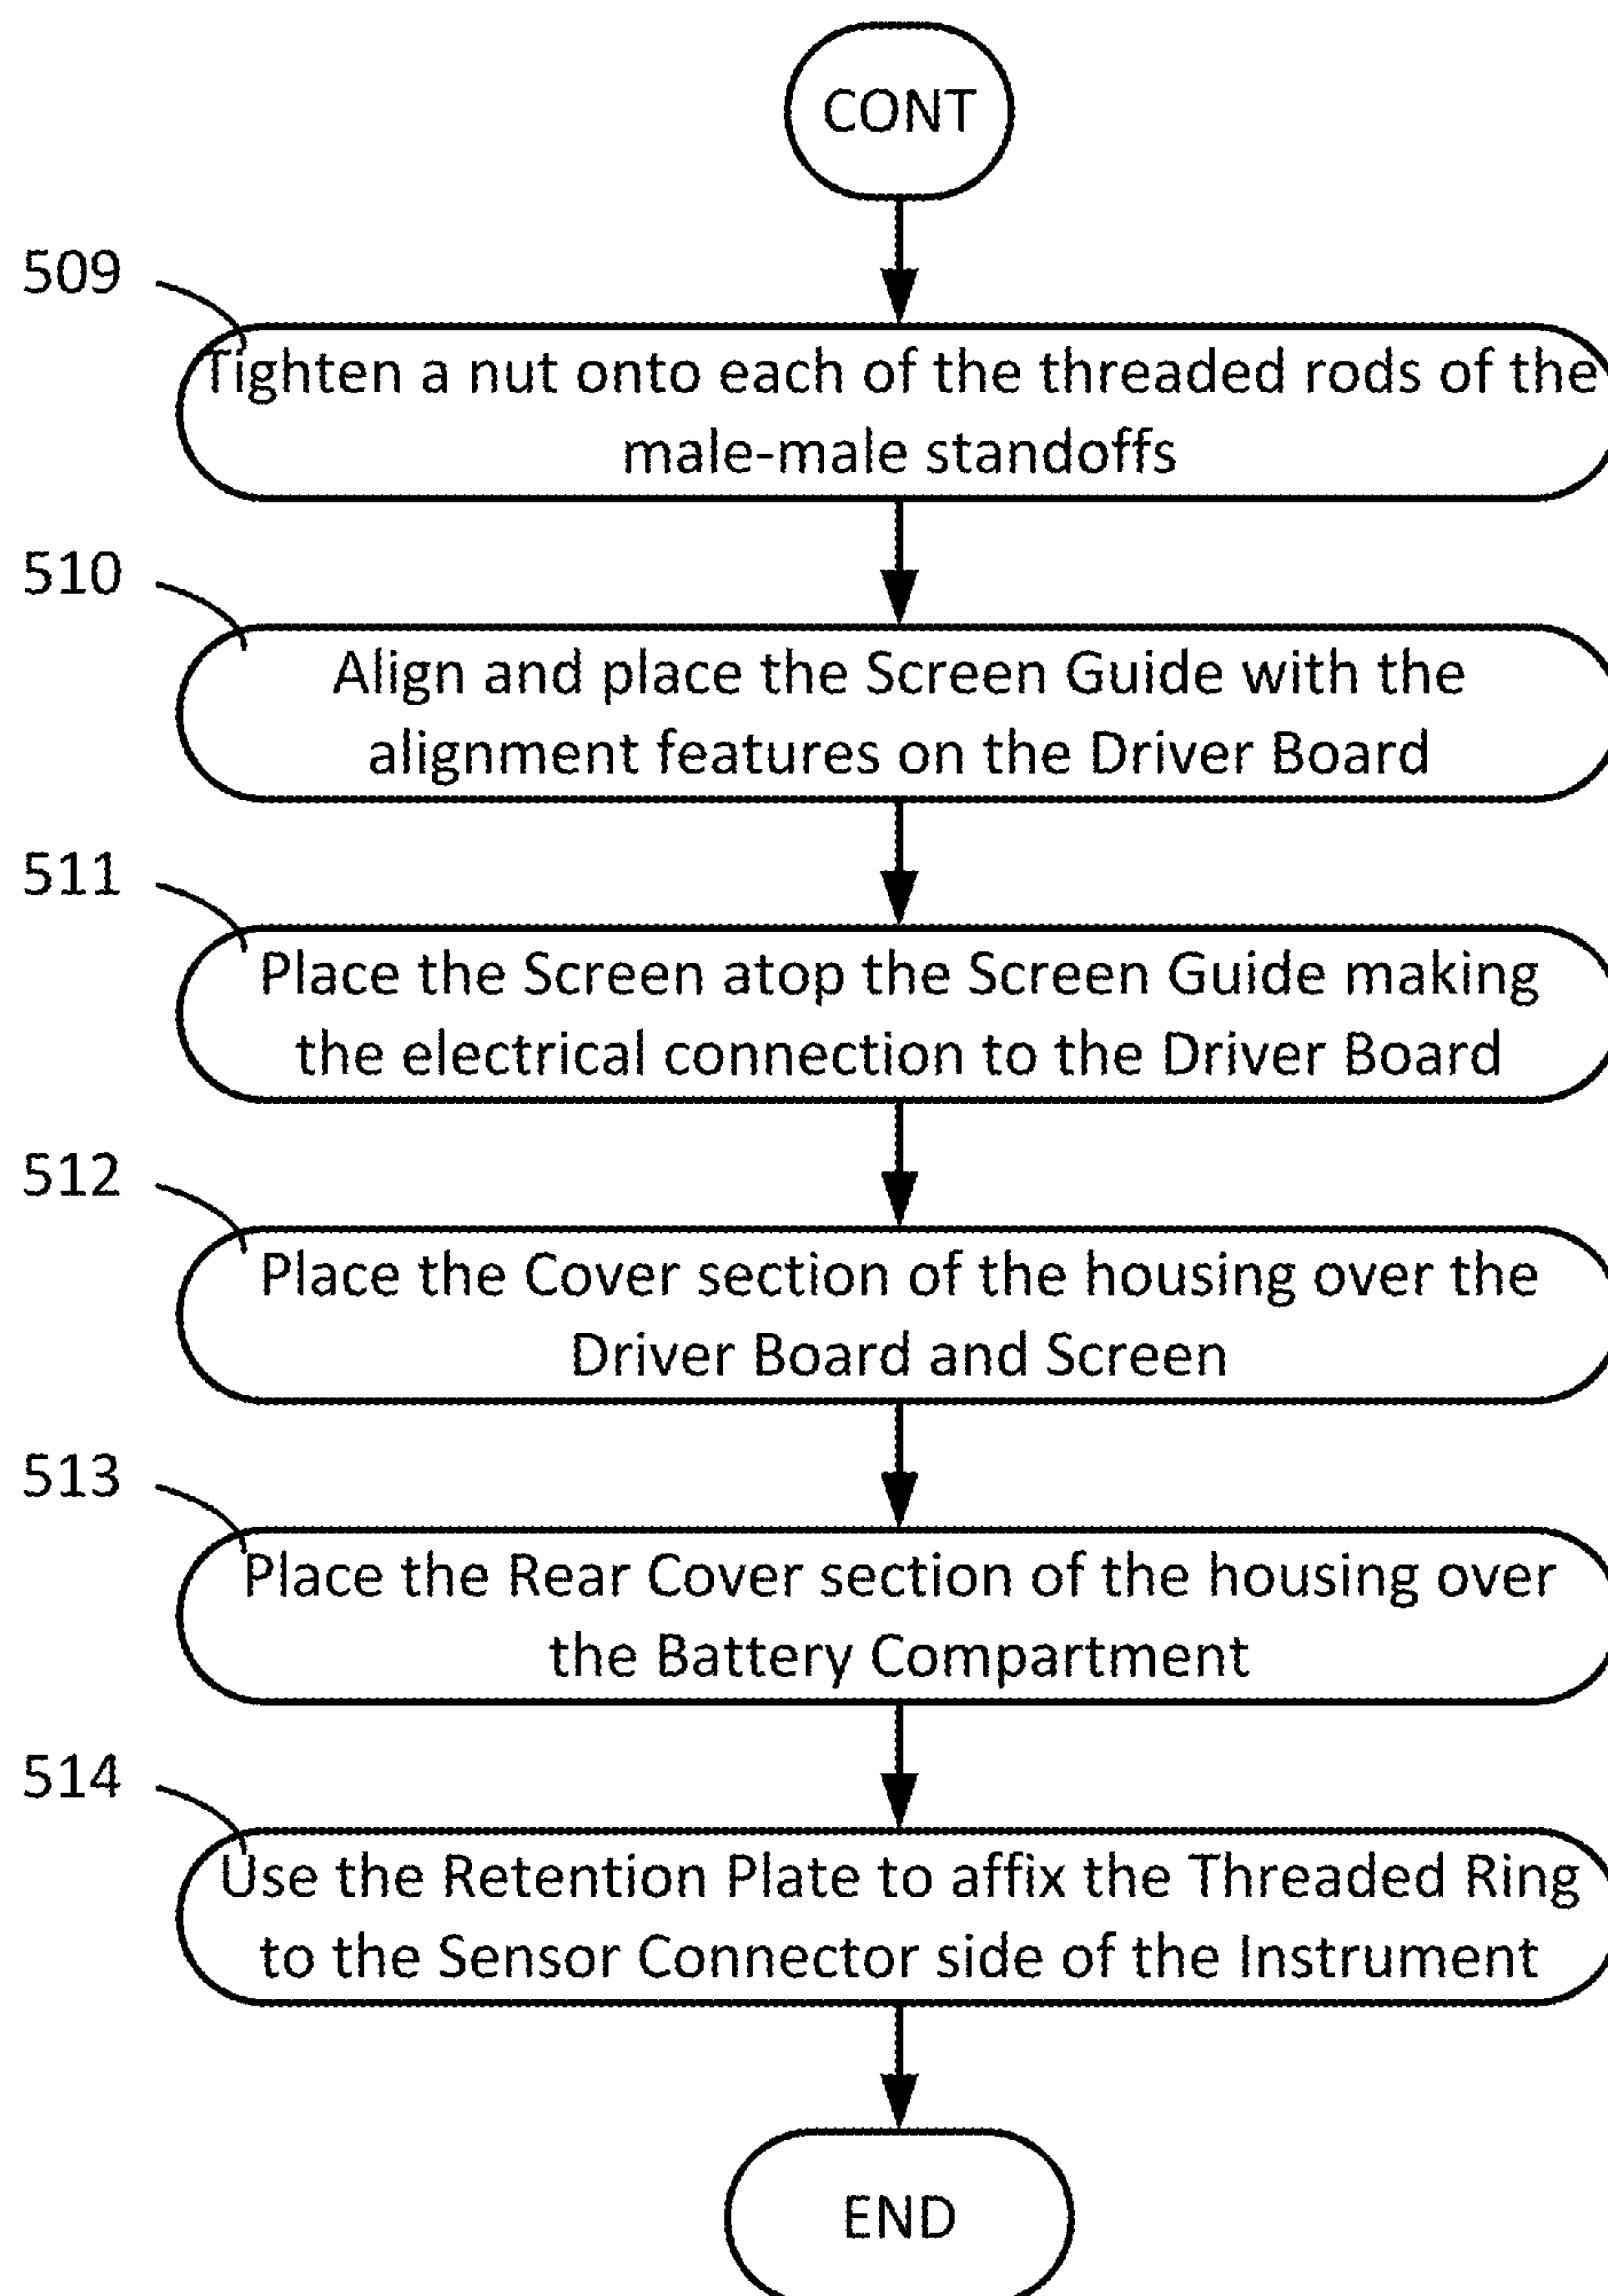 CONT
509
Tighten a nut onto each of the threaded rods of the
male-male standoffs
510
Align and place the Screen Guide with the
alignment features on the Driver Board
511
Place the Screen atop the Screen Guide making
the electrical connection to the Driver Board
512
Place the Cover section of the housing over the
Driver Board and Screen
513
Place the Rear Cover section of the housing over
the Battery Compartment
514
Use the Retention Plate to affix the Threaded Ring
to the Sensor Connector side of the Instrument
END